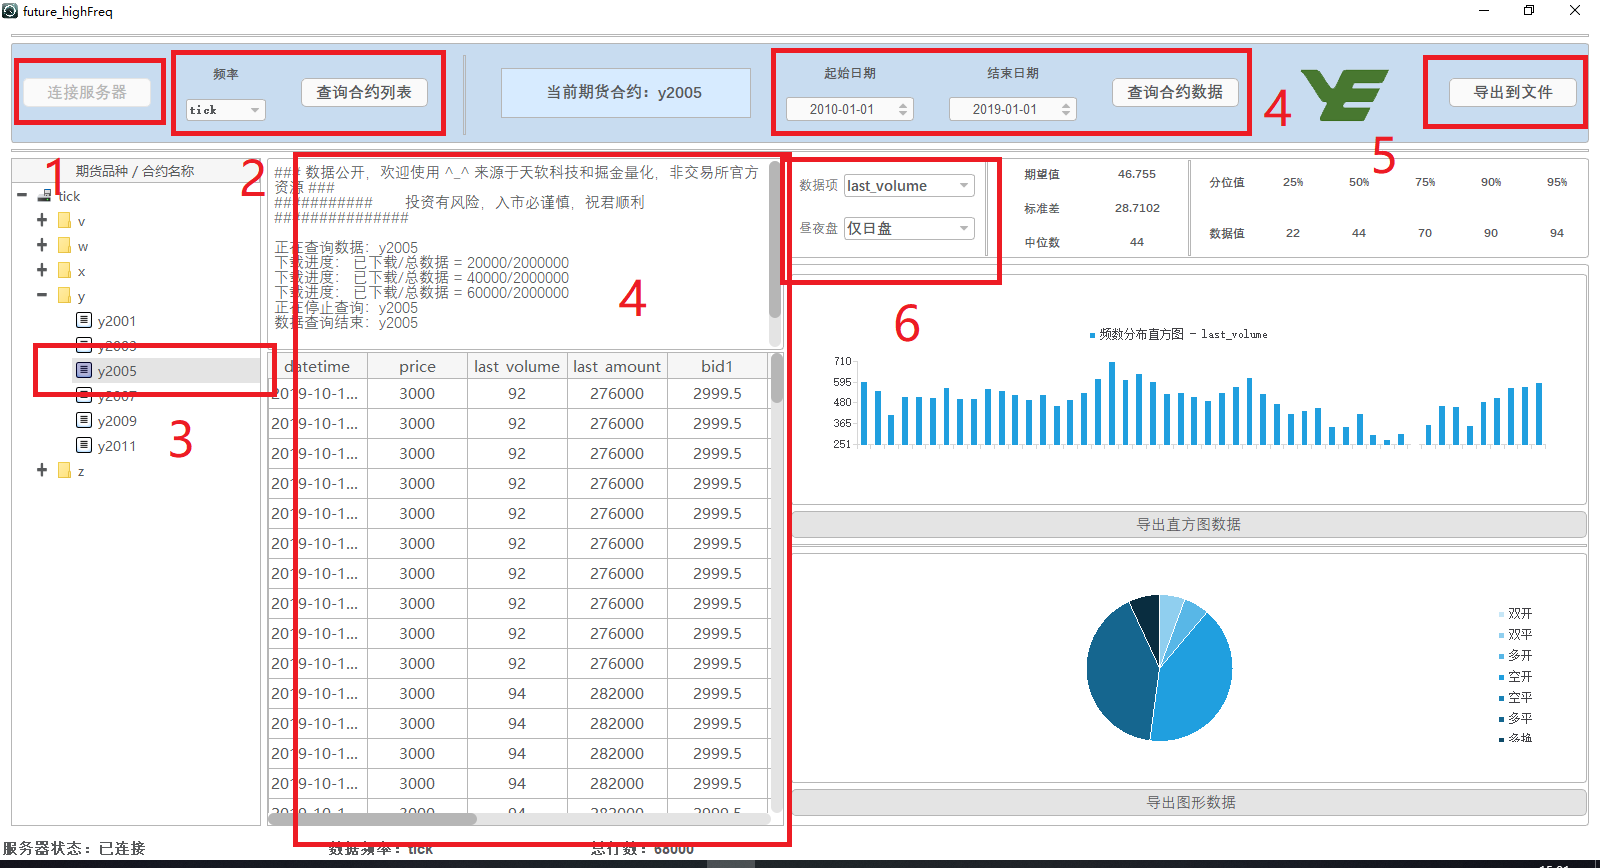 future_highFreq
连接服务器
频率
tick
查询合约列表
当前期货合约：y2005
起始日期
2010-01-01
结束日期
2019-01-01
查询合约数据
4
YE
导出到文件
5
1
期货品种 / 合约名称
2
tick
v
w
x
y
y2001
y2003
y2005
y2007
y2009
y2011
z
3
### 数据公开，欢迎使用 ^_^ 来源于天软科技和掘金量化，非交易所官方
资源 ###
########### 投资有风险，入市必谨慎，祝君顺利
###############
正在查询数据：y2005
下载进度： 已下载/总数据 = 20000/2000000
下载进度： 已下载/总数据 = 40000/2000000
下载进度： 已下载/总数据 = 60000/2000000
正在停止查询：y2005
数据查询结束：y2005
4
datetime price last volume last amount bid1
2019-10-1... 3000 92 276000 2999.5
2019-10-1... 3000 92 276000 2999.5
2019-10-1... 3000 92 276000 2999.5
2019-10-1... 3000 92 276000 2999.5
2019-10-1... 3000 92 276000 2999.5
2019-10-1... 3000 92 276000 2999.5
2019-10-1... 3000 92 276000 2999.5
2019-10-1... 3000 92 276000 2999.5
2019-10-1... 3000 92 276000 2999.5
2019-10-1... 3000 92 276000 2999.5
2019-10-1... 3000 94 282000 2999.5
2019-10-1... 3000 94 282000 2999.5
2019-10-1... 3000 94 282000 2999.5
2019-10-1... 3000 94 282000 2999.5
2019-10-1... 3000 94 282000 2999.5
数据项 last_volume
昼夜盘 仅日盘
6
期望值 46.755
标准差 28.7102
中位数 44
分位值 25% 50% 75% 90% 95%
数据值 22 44 70 90 94
频数分布直方图 - last_volume
710
595
480
365
251
导出直方图数据
双开
双平
多开
空开
空平
多平
多换
导出图形数据
服务器状态：已连接
数据频率：tick
总行数：68000